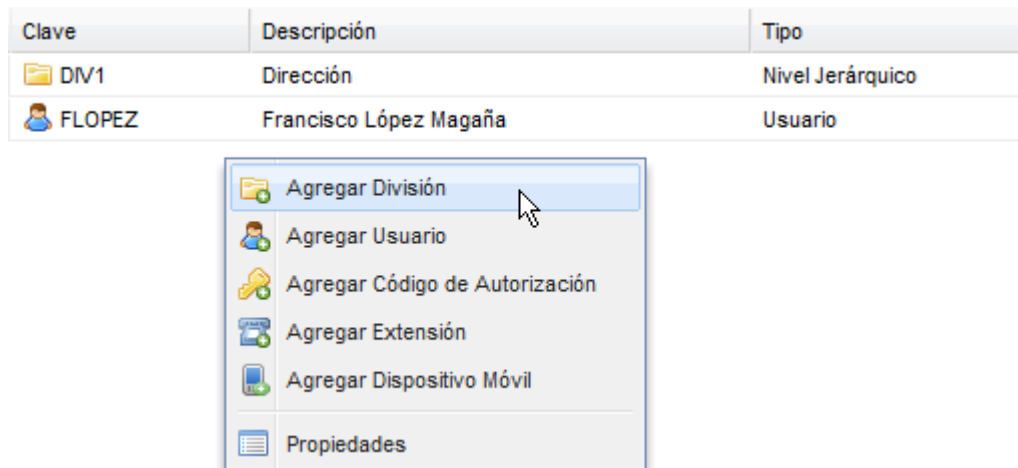 Clave Descripción Tipo
DIV1 Dirección Nivel Jerárquico
FLOPEZ Francisco López Magaña Usuario
Agregar División
Agregar Usuario
Agregar Código de Autorización
Agregar Extensión
Agregar Dispositivo Móvil
Propiedades